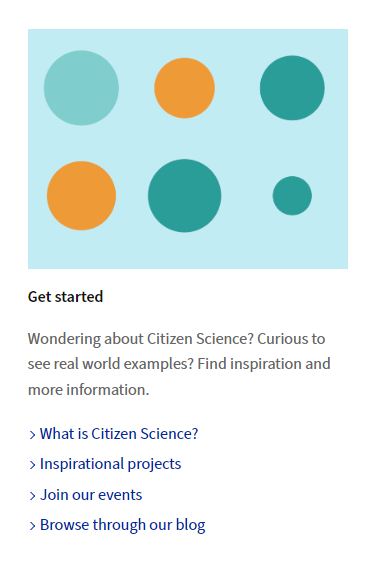 Get started
Wondering about Citizen Science? Curious to
see real world examples? Find inspiration and
more information.
What is Citizen Science?
Inspirational projects
Join our events
Browse through our blog